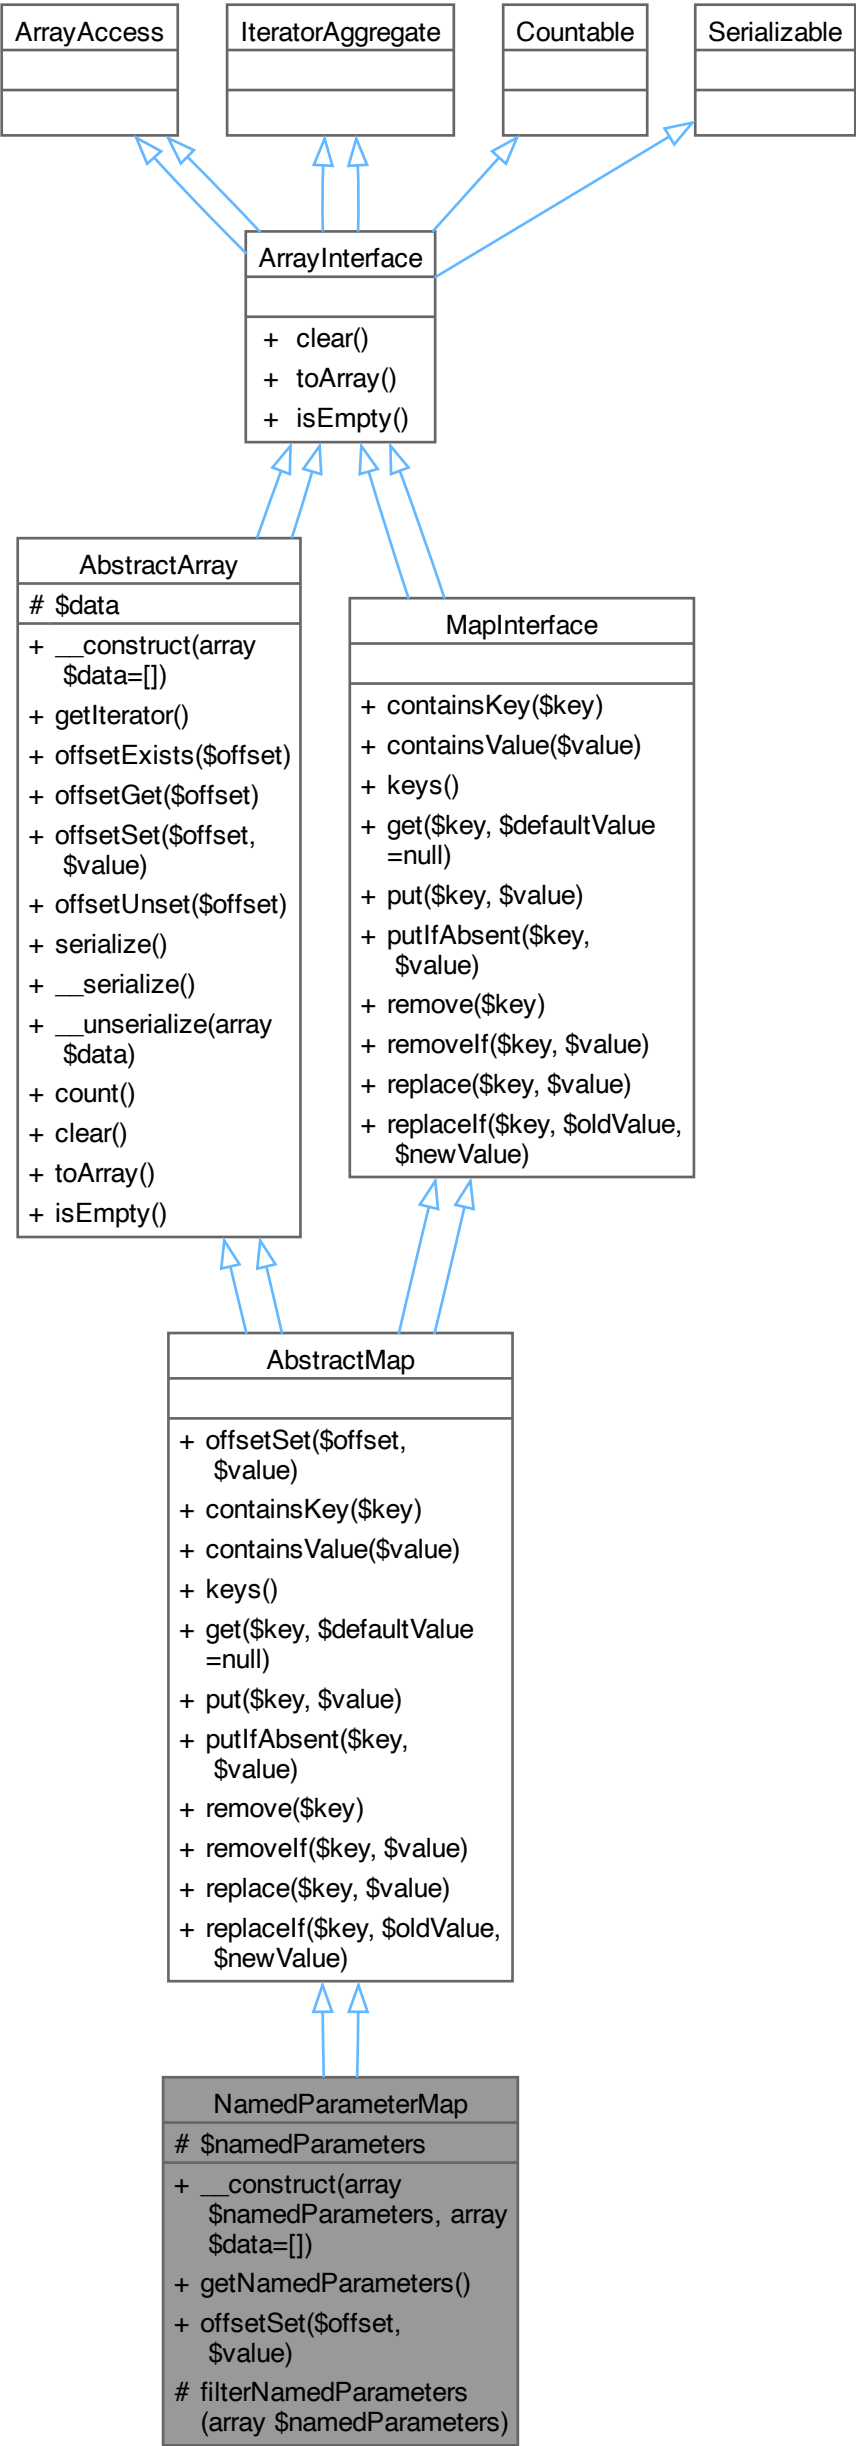 ArrayAccess
IteratorAggregate
Countable
Serializable
ArrayInterface
+ clear()
+ toArray()
+ isEmpty()
AbstractArray
# $data
+ __construct(array
$data=[])
+ getIterator()
+ offsetExists($offset)
+ offsetGet($offset)
+ offsetSet($offset,
$value)
+ offsetUnset($offset)
+ serialize()
+ __serialize()
+ __unserialize(array
$data)
+ count()
+ clear()
+ toArray()
+ isEmpty()
MapInterface
+ containsKey($key)
+ containsValue($value)
+ keys()
+ get($key, $defaultValue
=null)
+ put($key, $value)
+ putIfAbsent($key,
$value)
+ remove($key)
+ removeIf($key, $value)
+ replace($key, $value)
+ replaceIf($key, $oldValue,
$newValue)
AbstractMap
+ offsetSet($offset,
$value)
+ containsKey($key)
+ containsValue($value)
+ keys()
+ get($key, $defaultValue
=null)
+ put($key, $value)
+ putIfAbsent($key,
$value)
+ remove($key)
+ removeIf($key, $value)
+ replace($key, $value)
+ replaceIf($key, $oldValue,
$newValue)
NamedParameterMap
# $namedParameters
+ __construct(array
$namedParameters, array
$data=[])
+ getNamedParameters()
+ offsetSet($offset,
$value)
# filterNamedParameters
(array $namedParameters)